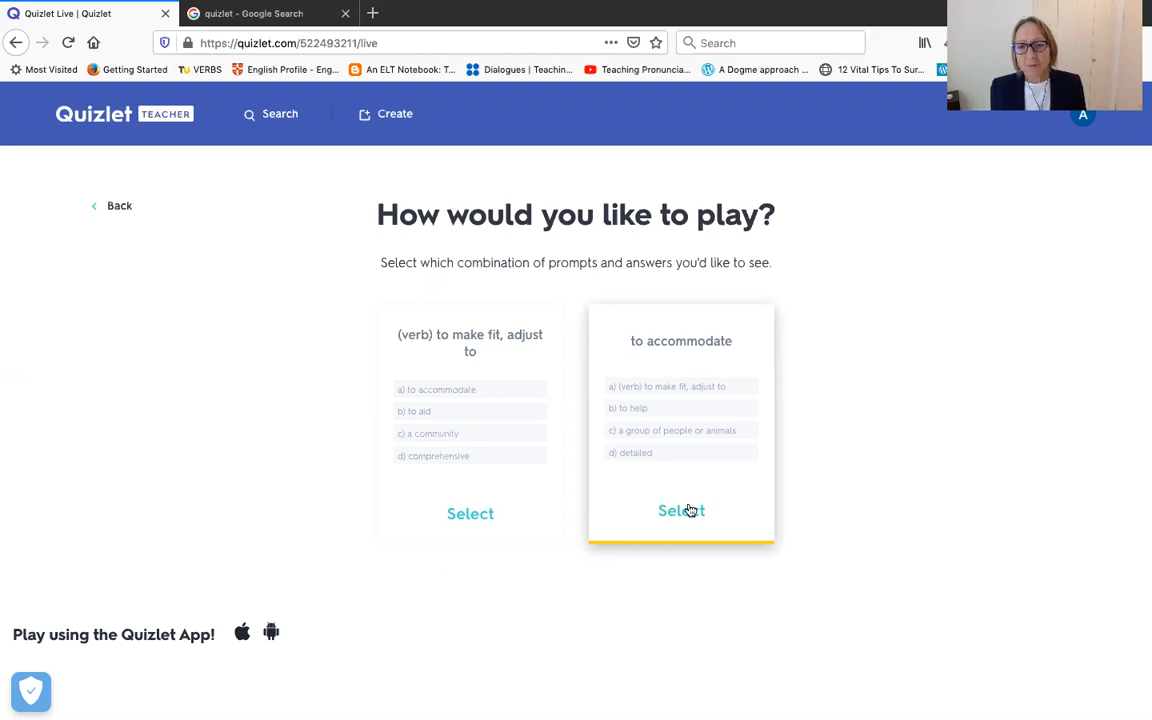 Quizlet Live | Quizlet
quizlet - Google Search
https://quizlet.com/522493211/live
Search
Most Visited
Getting Started
TU VERBS
English Profile - Eng...
An ELT Notebook: T...
Dialogues | Teachin...
Teaching Pronuncia...
A Dogme approach ...
12 Vital Tips To Sur...
Quizlet TEACHER
Search
Create
A
Back
How would you like to play?
Select which combination of prompts and answers you'd like to see.
(verb) to make fit, adjust
to
a) to accommodate
b) to aid
c) a community
d) comprehensive
Select
to accommodate
a) (verb) to make fit, adjust to
b) to help
c) a group of people or animals
d) detailed
Select
Play using the Quizlet App!